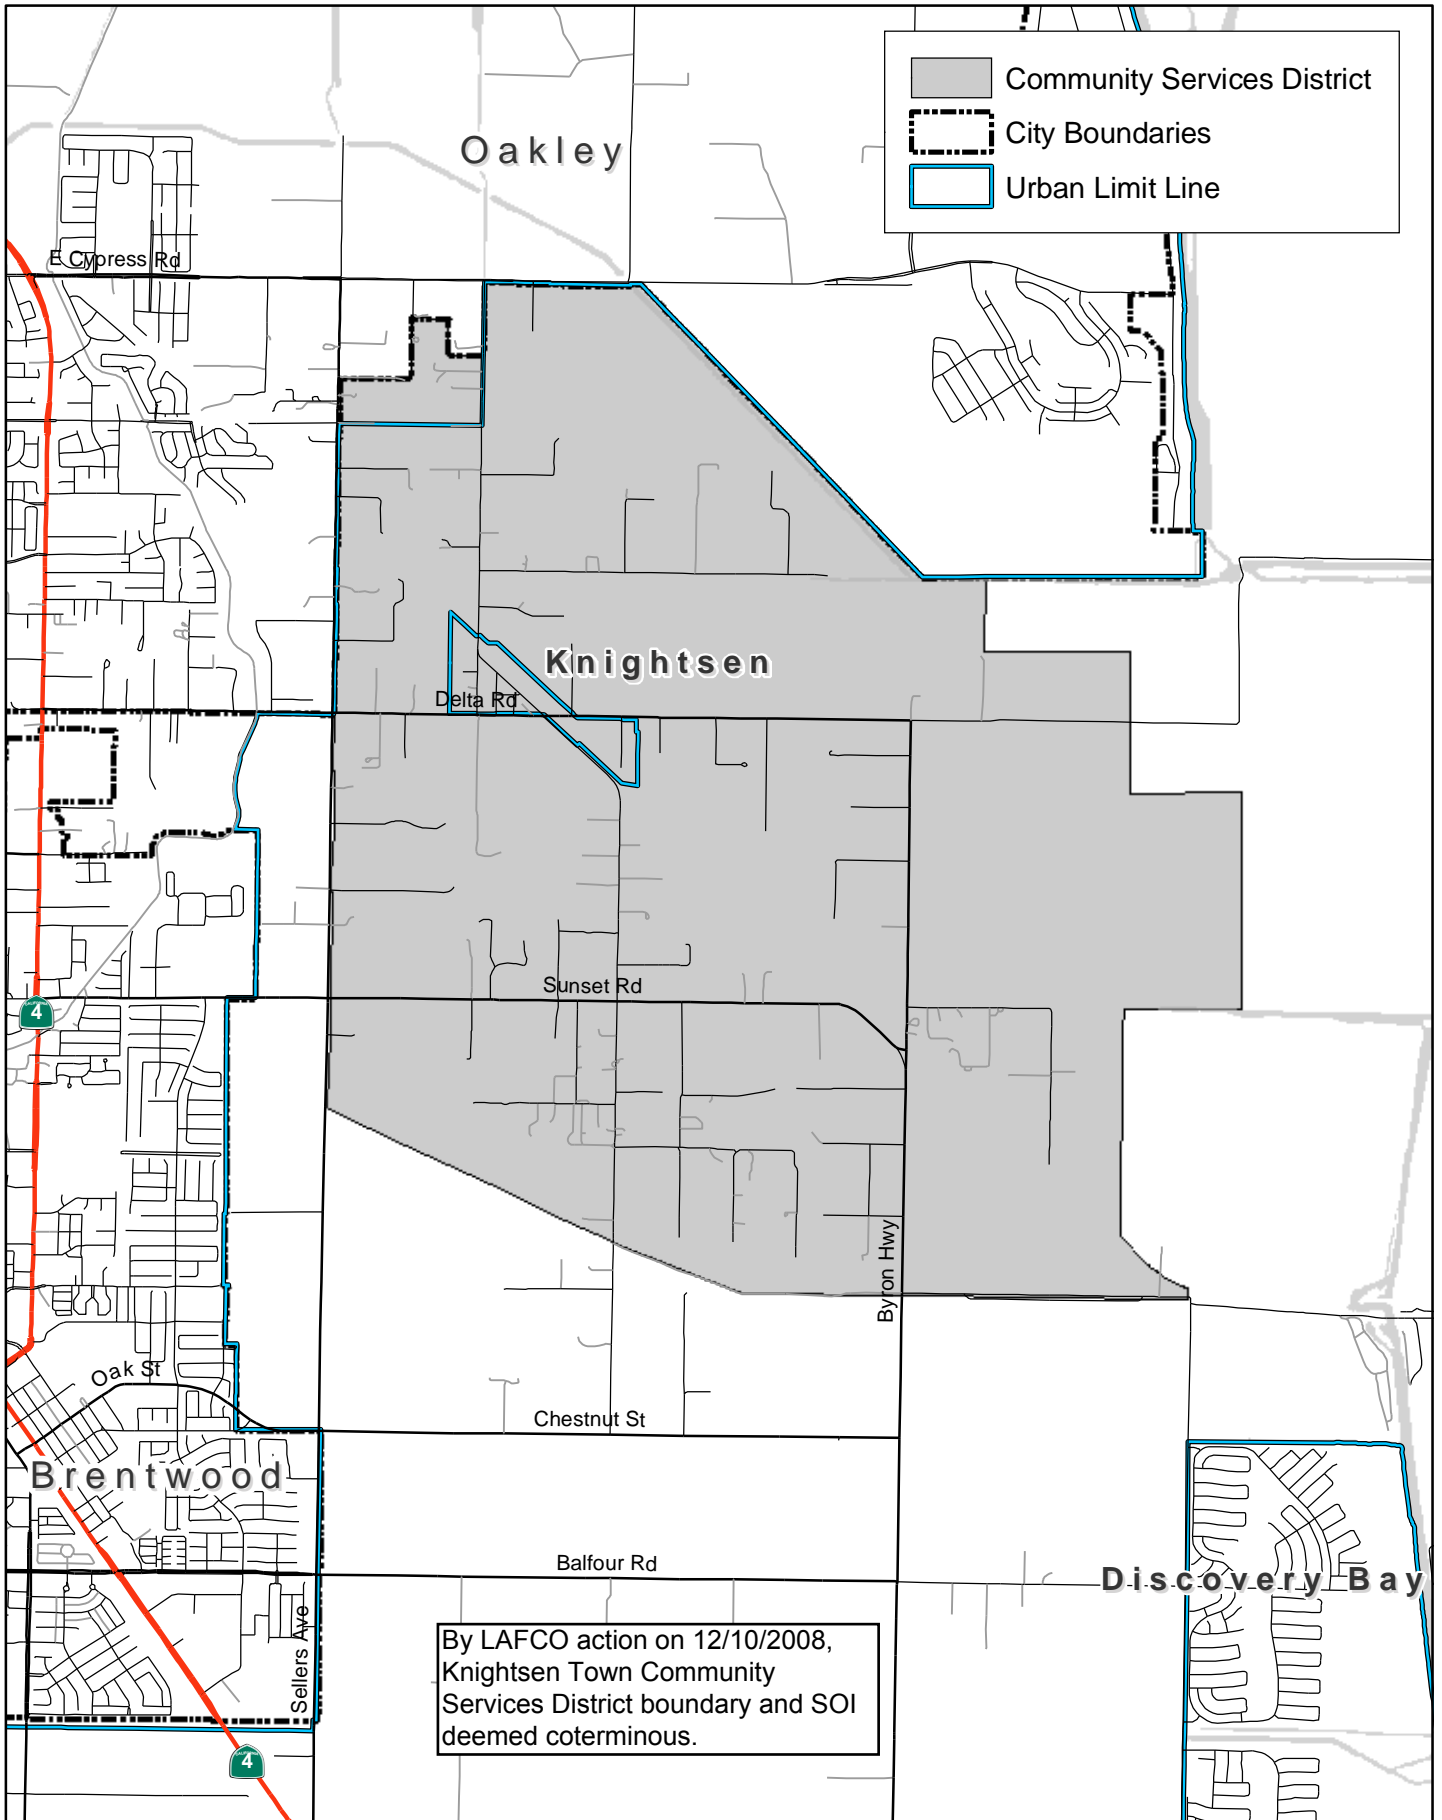 Community Services District
City Boundaries
Urban Limit Line
Oakley
E Cypress Rd
Knightsen
Delta Rd
Sunset Rd
4
Byron Hwy
Oak St
Chestnut St
Brentwood
Balfour Rd
Discovery Bay
Sellers Ave
By LAFCO action on 12/10/2008,
Knightsen Town Community
Services District boundary and SOI
deemed coterminous.
4